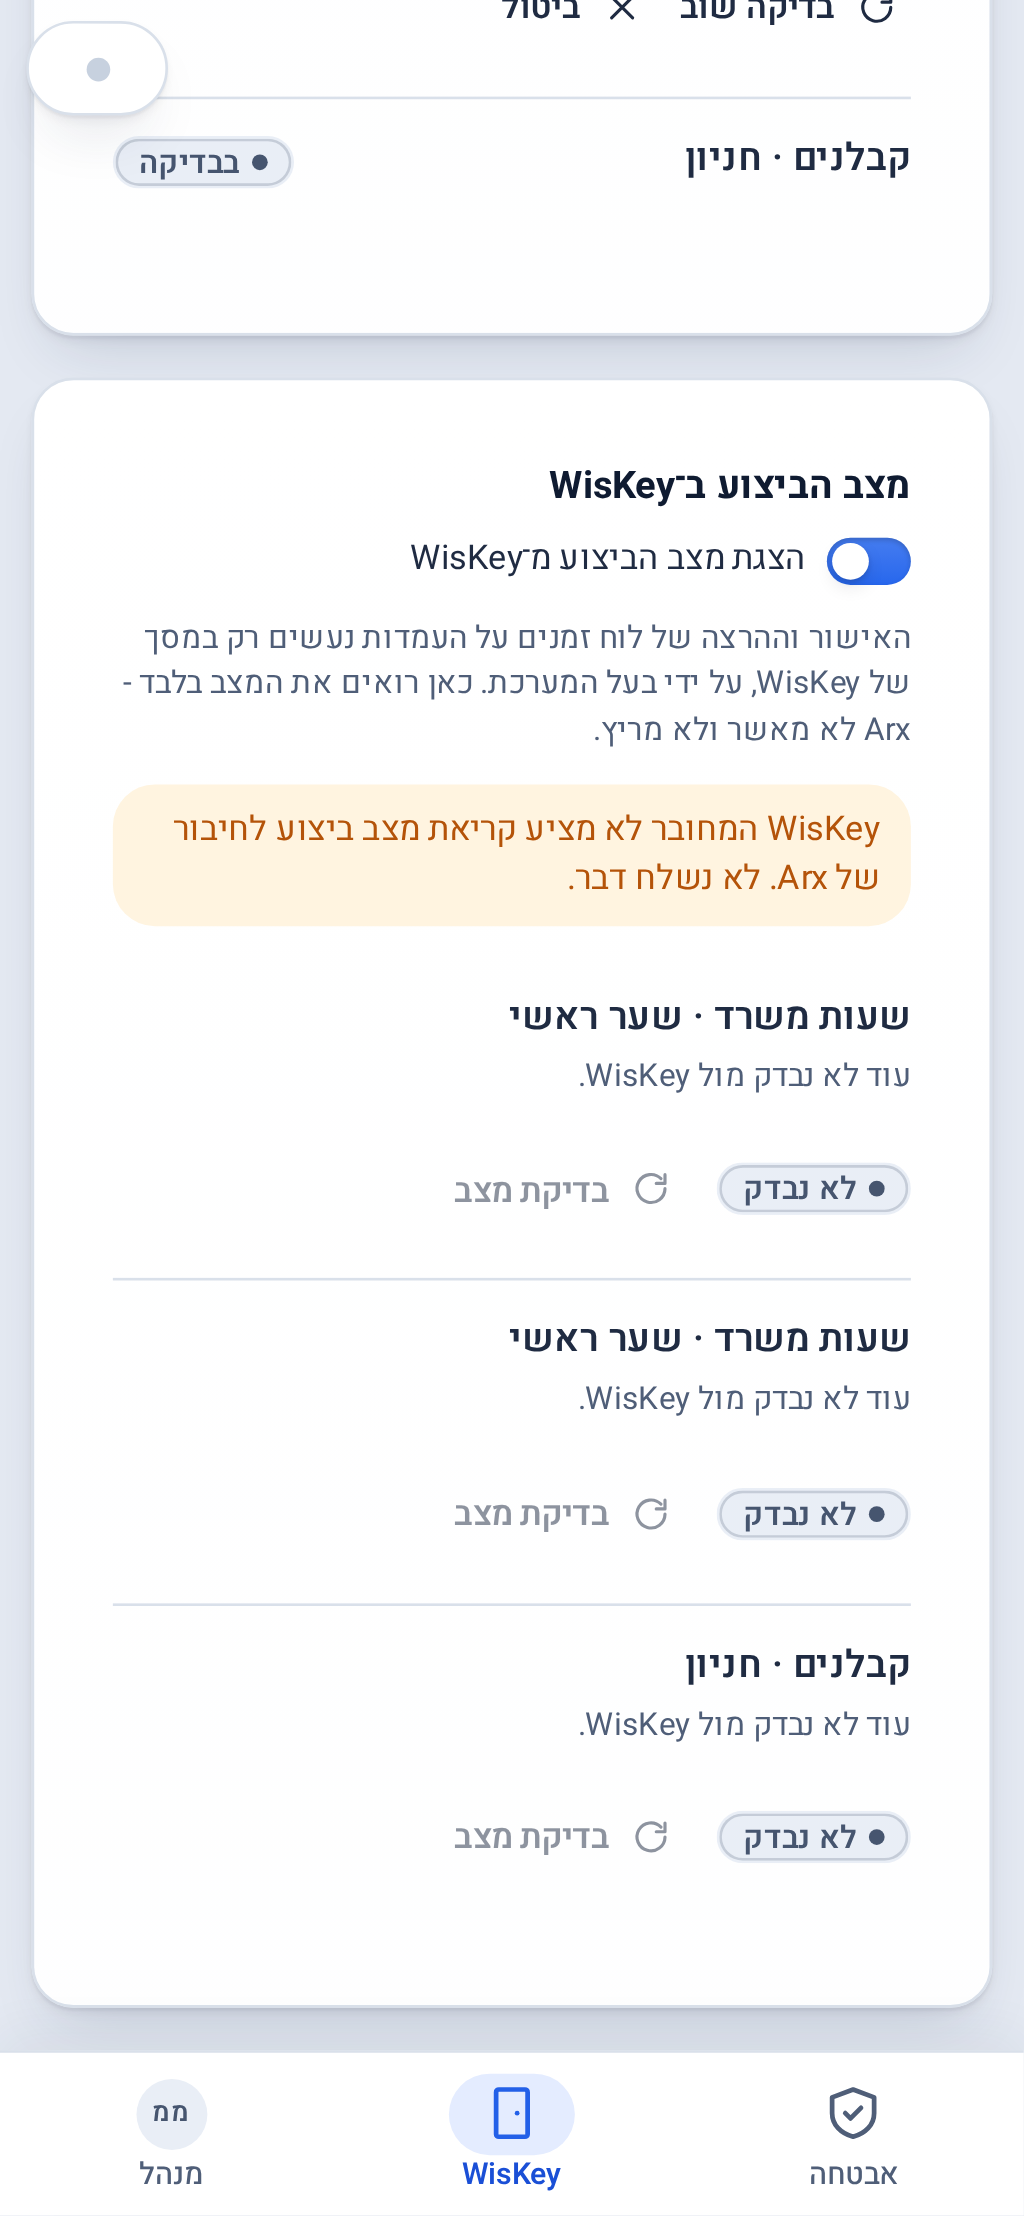 בדיקה שוב
ביטול
קבלנים · חניון
בבדיקה
מצב הביצוע ב־WisKey
הצגת מצב הביצוע מ־WisKey
האישור וההרצה של לוח זמנים על העמדות נעשים רק במסך
של WisKey, על ידי בעל המערכת. כאן רואים את המצב בלבד -
Arx לא מאשר ולא מריץ.
WisKey המחובר לא מציע קריאת מצב ביצוע לחיבור
של Arx. לא נשלח דבר.
שעות משרד · שער ראשי
עוד לא נבדק מול WisKey.
לא נבדק
בדיקת מצב
שעות משרד · שער ראשי
עוד לא נבדק מול WisKey.
לא נבדק
בדיקת מצב
קבלנים · חניון
עוד לא נבדק מול WisKey.
לא נבדק
בדיקת מצב
אבטחה
WisKey
ממ
מנהל